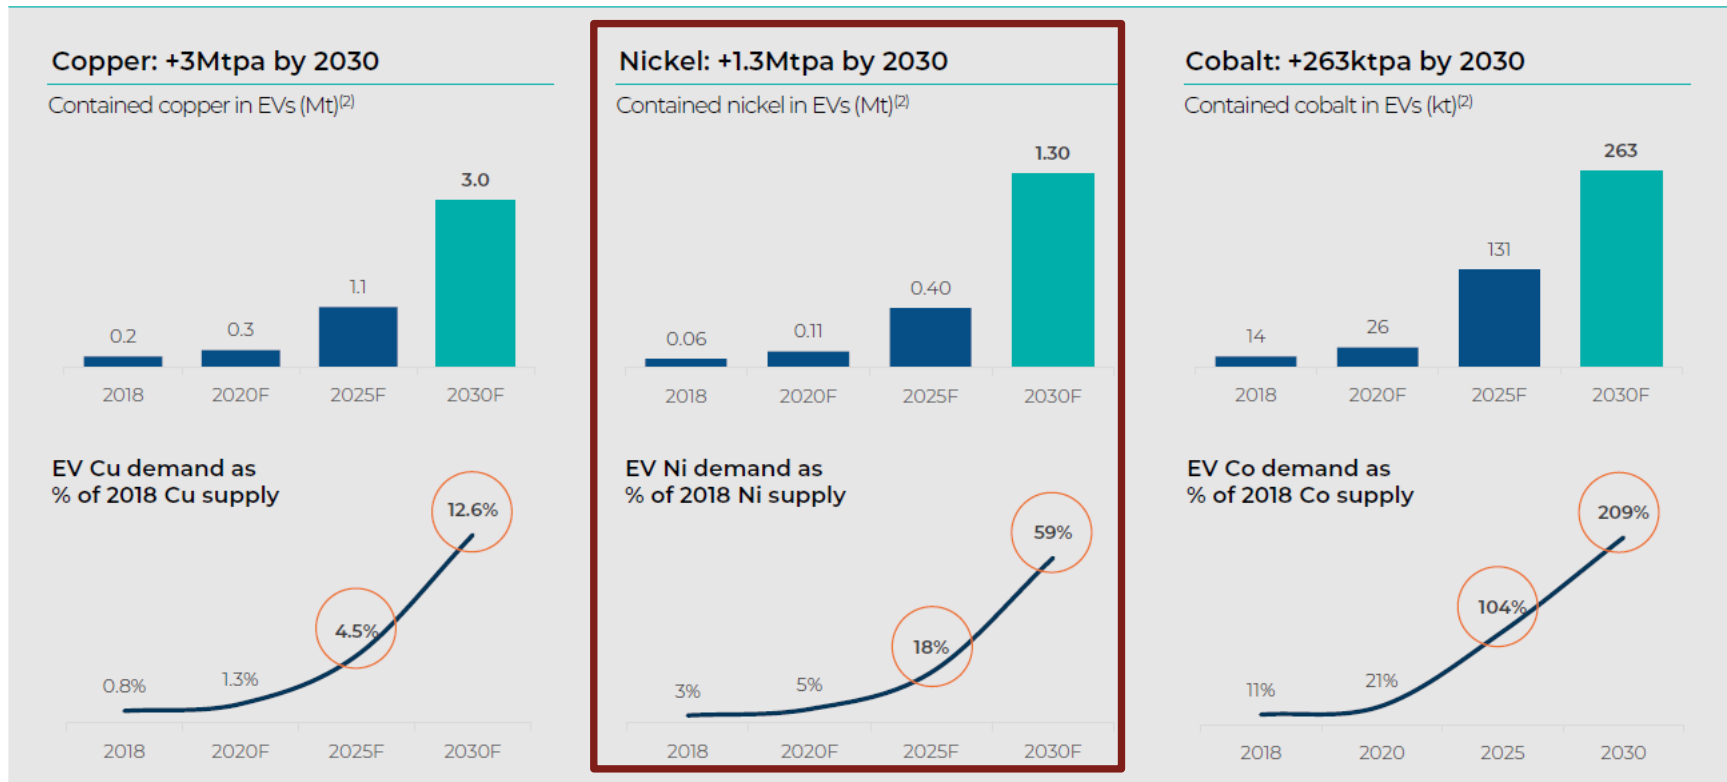 Copper: +3Mtpa by 2030
Contained copper in EVs (Mt)(2)
3.0
1.1
0.3
0.2
2018 2020F 2025F 2030F
EV Cu demand as
% of 2018 Cu supply
12.6%
4.5%
1.3%
0.8%
2018 2020F 2025F 2030F
Nickel: +1.3Mtpa by 2030
Contained nickel in EVs (Mt)(2)
1.30
0.40
0.11
0.06
2018 2020F 2025F 2030F
EV Ni demand as
% of 2018 Ni supply
59%
18%
5%
3%
2018 2020F 2025F 2030F
Cobalt: +263ktpa by 2030
Contained cobalt in EVs (kt)(2)
263
131
26
14
2018 2020F 2025F 2030F
EV Co demand as
% of 2018 Co supply
209%
104%
21%
11%
2018 2020 2025 2030